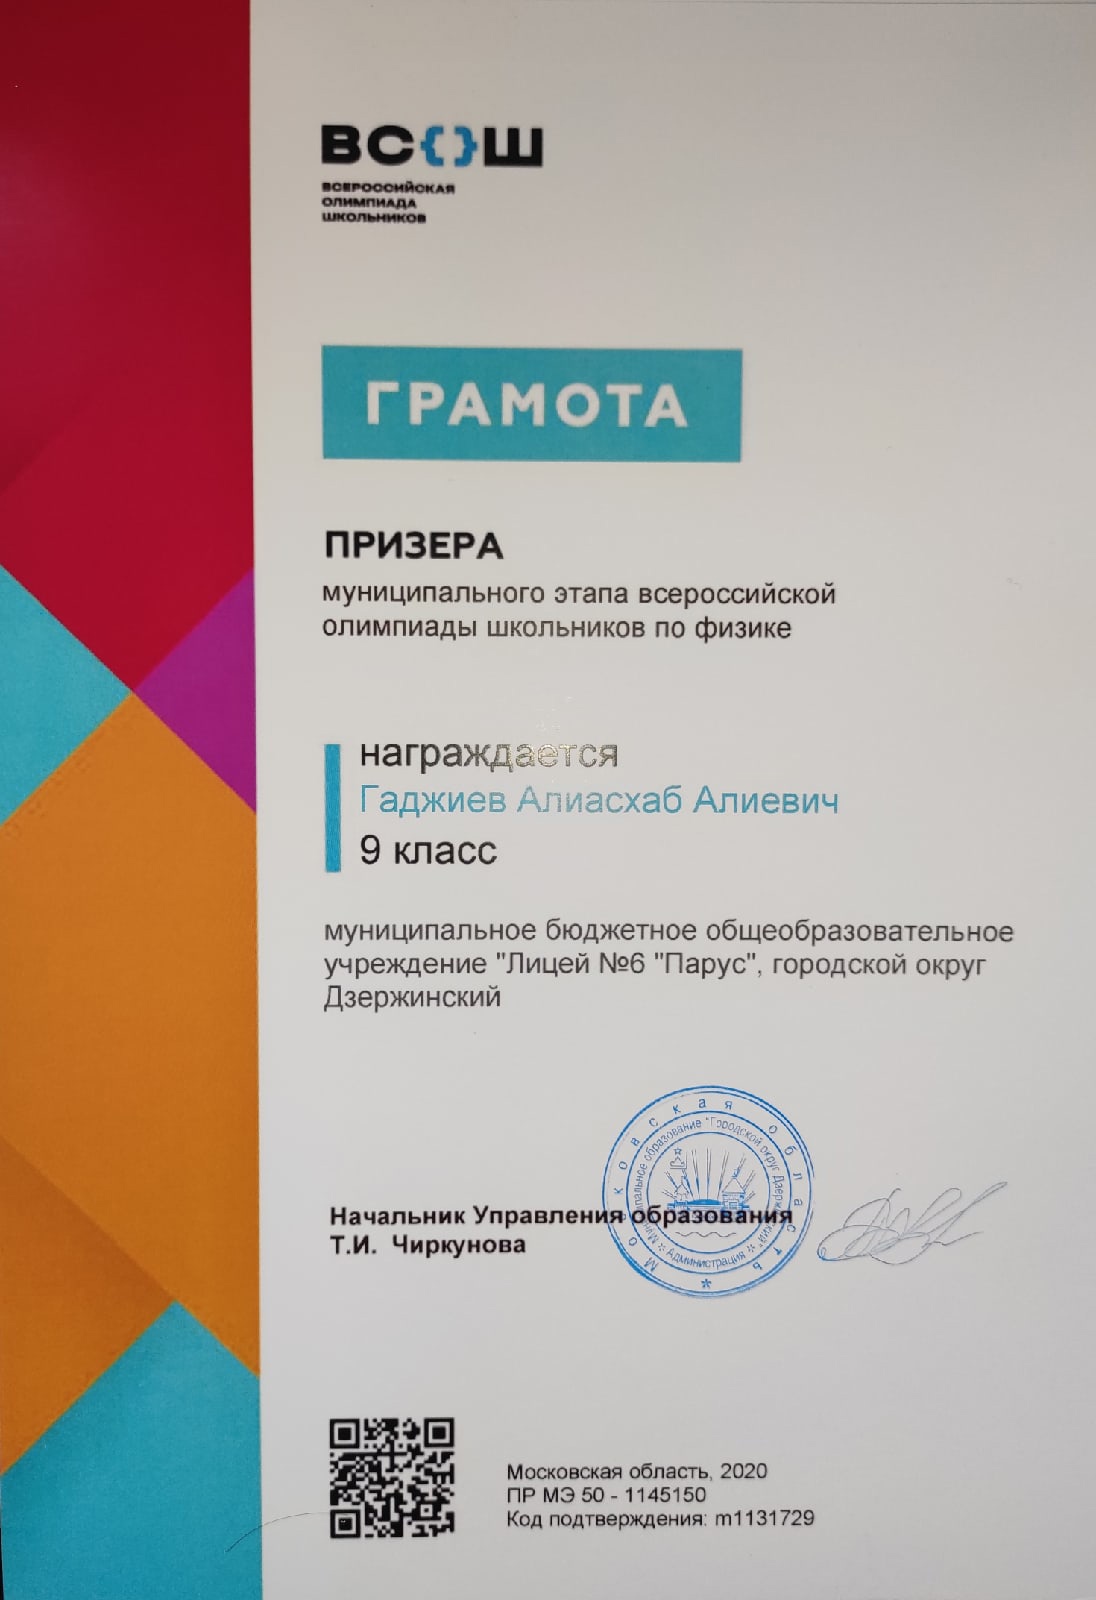 ВС{}Ш
ВСЕРОССИЙСКАЯ
ОЛИМПИАДА
ШКОЛЬНИКОВ
ГРАМОТА
ПРИЗЕРА
муниципального этапа всероссийской
олимпиады школьников по физике
награждается
Гаджиев Алиасхаб Алиевич
9 класс
муниципальное бюджетное общеобразовательное
учреждение "Лицей №6 "Парус", городской округ
Дзержинский
Московская область
Муниципальное образование "Городской округ Дзержинский"
Администрация
Начальник Управления образования
Т.И. Чиркунова
Московская область, 2020
ПР МЭ 50 - 1145150
Код подтверждения: m1131729